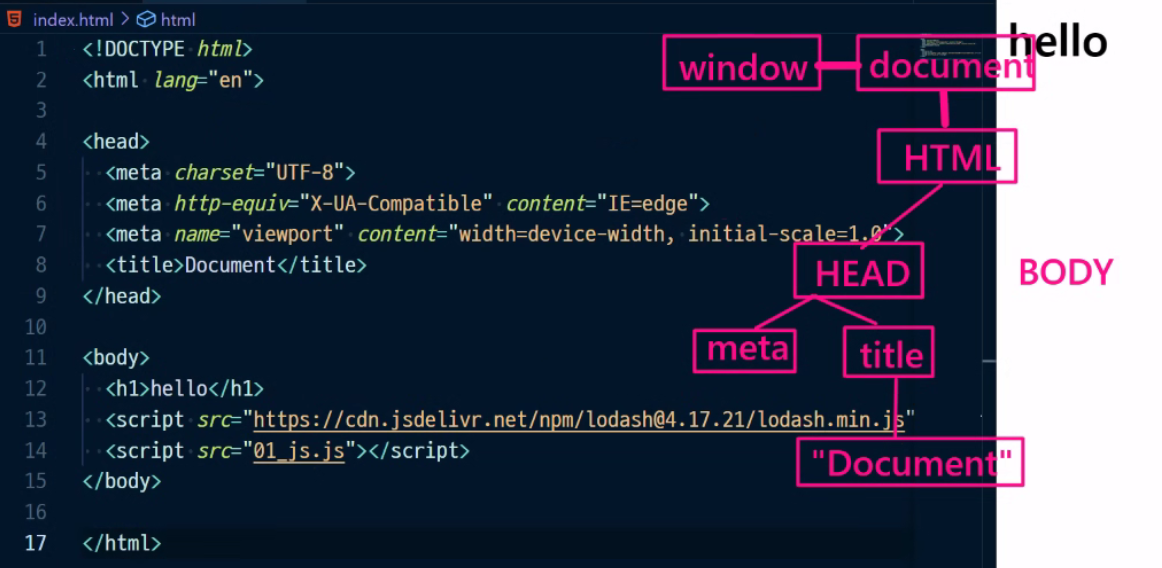 index.html > html
1 <!DOCTYPE html>
2 <html lang="en">
3
4 <head>
5 <meta charset="UTF-8">
6 <meta http-equiv="X-UA-Compatible" content="IE=edge">
7 <meta name="viewport" content="width=device-width, initial-scale=1.0">
8 <title>Document</title>
9 </head>
10
11 <body>
12 <h1>hello</h1>
13 <script src="https://cdn.jsdelivr.net/npm/lodash@4.17.21/lodash.min.js"
14 <script src="01_js.js"></script>
15 </body>
16
17 </html>
hello
window document
HTML
HEAD BODY
meta title
"Document"